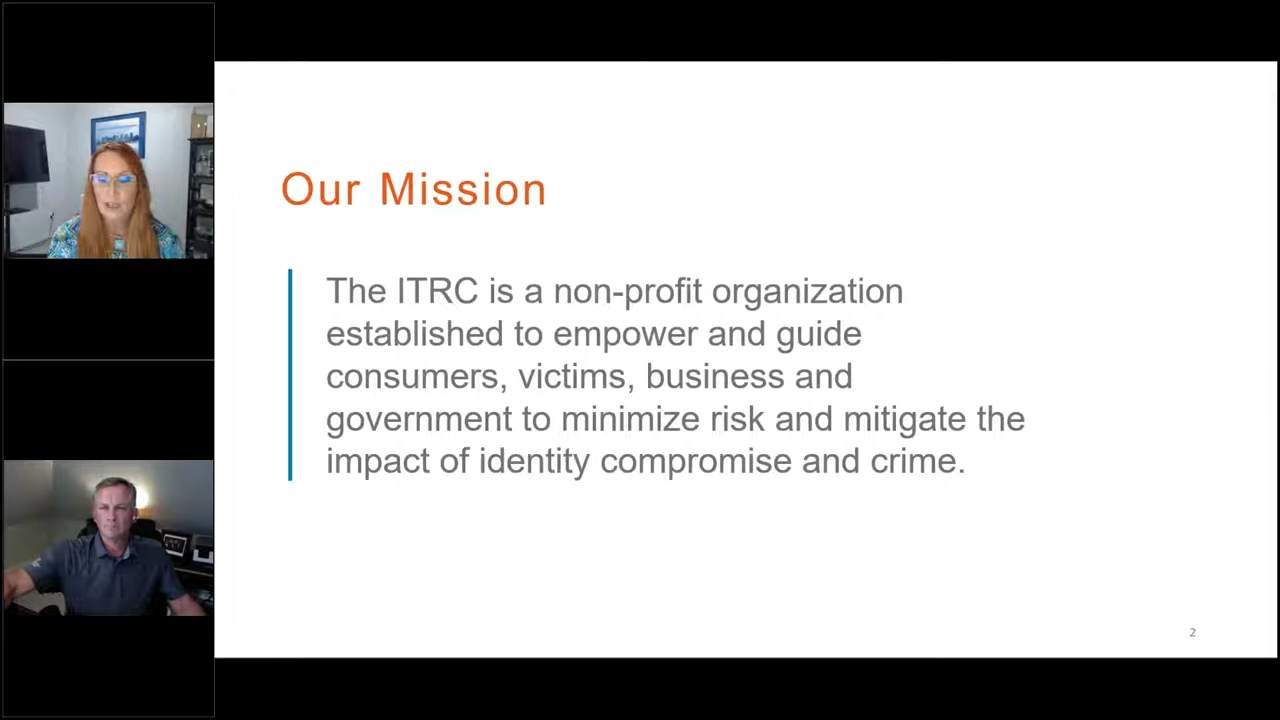 Our Mission
The ITRC is a non-profit organization
established to empower and guide
consumers, victims, business and
government to minimize risk and mitigate the
impact of identity compromise and crime.
2